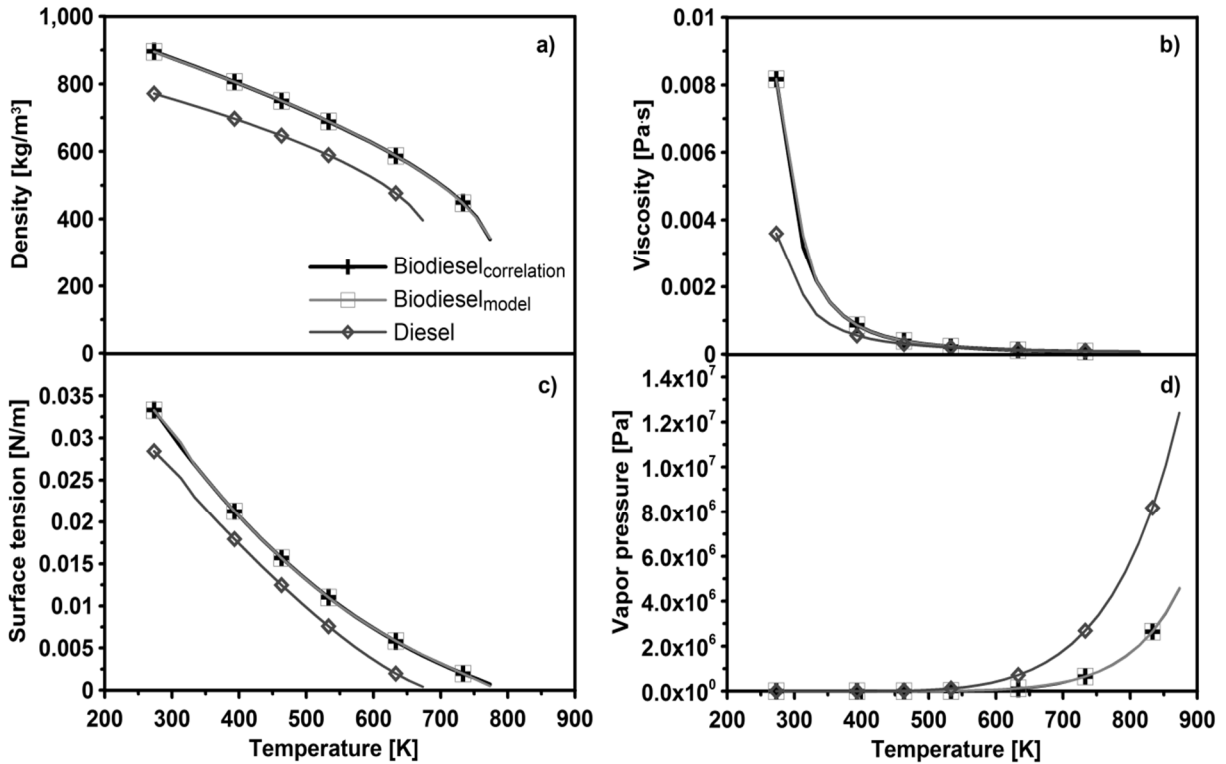 a)
Density [kg/m³]
1,000
800
600
400
200
0
Biodiesel_correlation
Biodiesel_model
Diesel
b)
Viscosity [Pa·s]
0.01
0.008
0.006
0.004
0.002
0
c)
Surface tension [N/m]
0.035
0.03
0.025
0.02
0.015
0.01
0.005
0
200 300 400 500 600 700 800 900
Temperature [K]
d)
Vapor pressure [Pa]
1.4x10⁷
1.2x10⁷
1.0x10⁷
8.0x10⁶
6.0x10⁶
4.0x10⁶
2.0x10⁶
0.0x10⁰
200 300 400 500 600 700 800 900
Temperature [K]